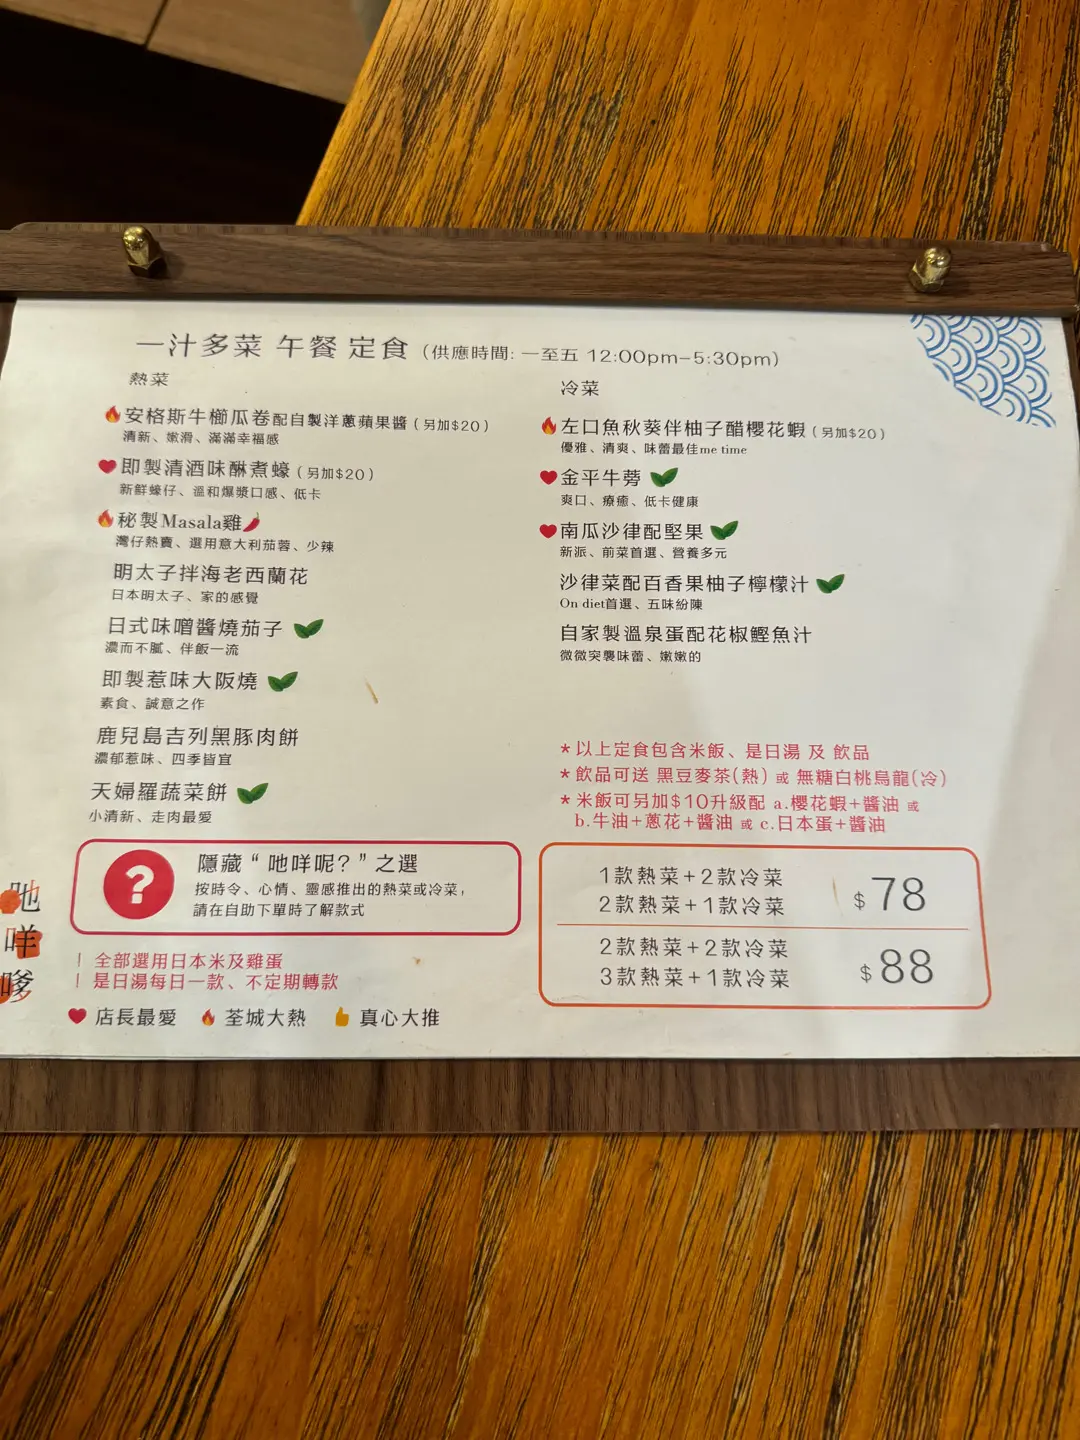 一汁多菜 午餐 定食 (供應時間: 一至五 12:00pm-5:30pm)
熱菜
安格斯牛櫛瓜卷配自製洋蔥蘋果醬 (另加$20)
清新、嫩滑、滿滿幸福感
即製清酒味醂煮蠔 (另加$20)
新鮮蠔仔、溫和爆漿口感、低卡
秘製Masala雞
灣仔熱賣、選用意大利茄蓉、少辣
明太子拌海老西蘭花
日本明太子、家的感覺
日式味噌醬燒茄子
濃而不膩、伴飯一流
即製惹味大阪燒
素食、誠意之作
鹿兒島吉列黑豚肉餅
濃郁惹味、四季皆宜
天婦羅蔬菜餅
小清新、走肉最愛
冷菜
左口魚秋葵伴柚子醋櫻花蝦 (另加$20)
優雅、清爽、味蕾最佳me time
金平牛蒡
爽口、療癒、低卡健康
南瓜沙律配堅果
新派、前菜首選、營養多元
沙律菜配百香果柚子檸檬汁
On diet首選、五味紛陳
自家製溫泉蛋配花椒鰹魚汁
微微突襲味蕾、嫩嫩的
*以上定食包含米飯、是日湯 及 飲品
*飲品可送 黑豆麥茶(熱) 或 無糖白桃烏龍(冷)
*米飯可另加$10升級配 a.櫻花蝦+醬油 或
b.牛油+蔥花+醬油 或 c.日本蛋+醬油
?
隱藏“ 吔咩呢? ” 之選
按時令、心情、靈感推出的熱菜或冷菜,
請在自助下單時了解款式
1款熱菜+2款冷菜
2款熱菜+1款冷菜
$78
2款熱菜+2款冷菜
3款熱菜+1款冷菜
$88
吔
咩
嗲
| 全部選用日本米及雞蛋
| 是日湯每日一款、不定期轉款
店長最愛 荃城大熱 真心大推